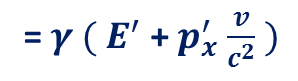 = γ ( E′ + p′ₓ v/c² )